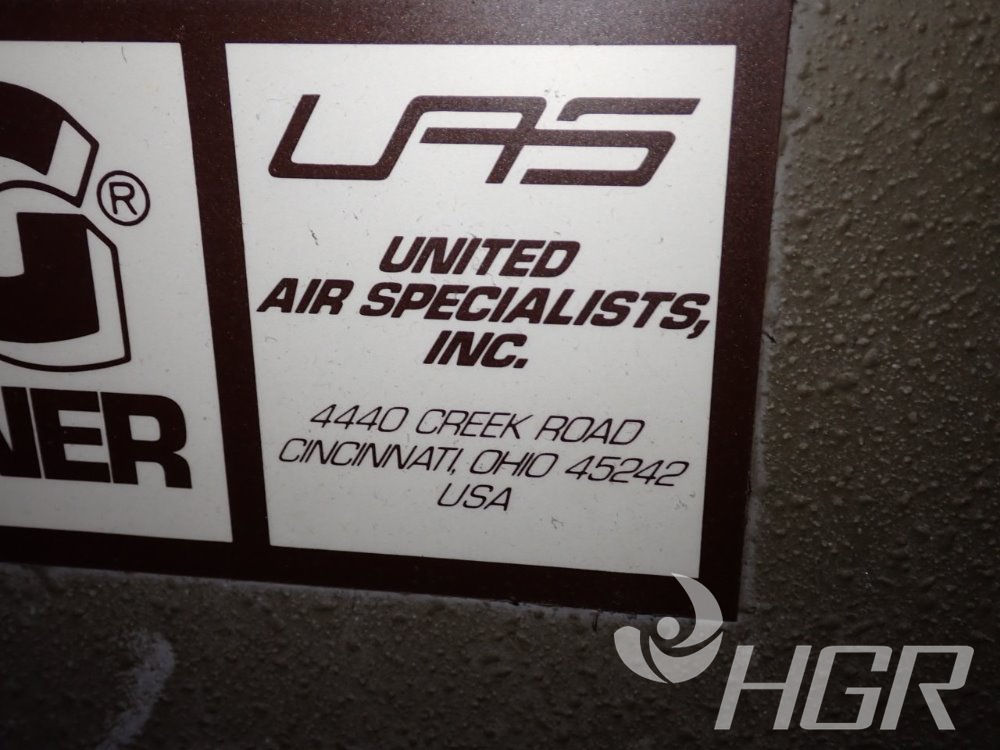 UAS
®
UNITED
AIR SPECIALISTS,
INC.
NER
4440 CREEK ROAD
CINCINNATI, OHIO 45242
USA
HGR